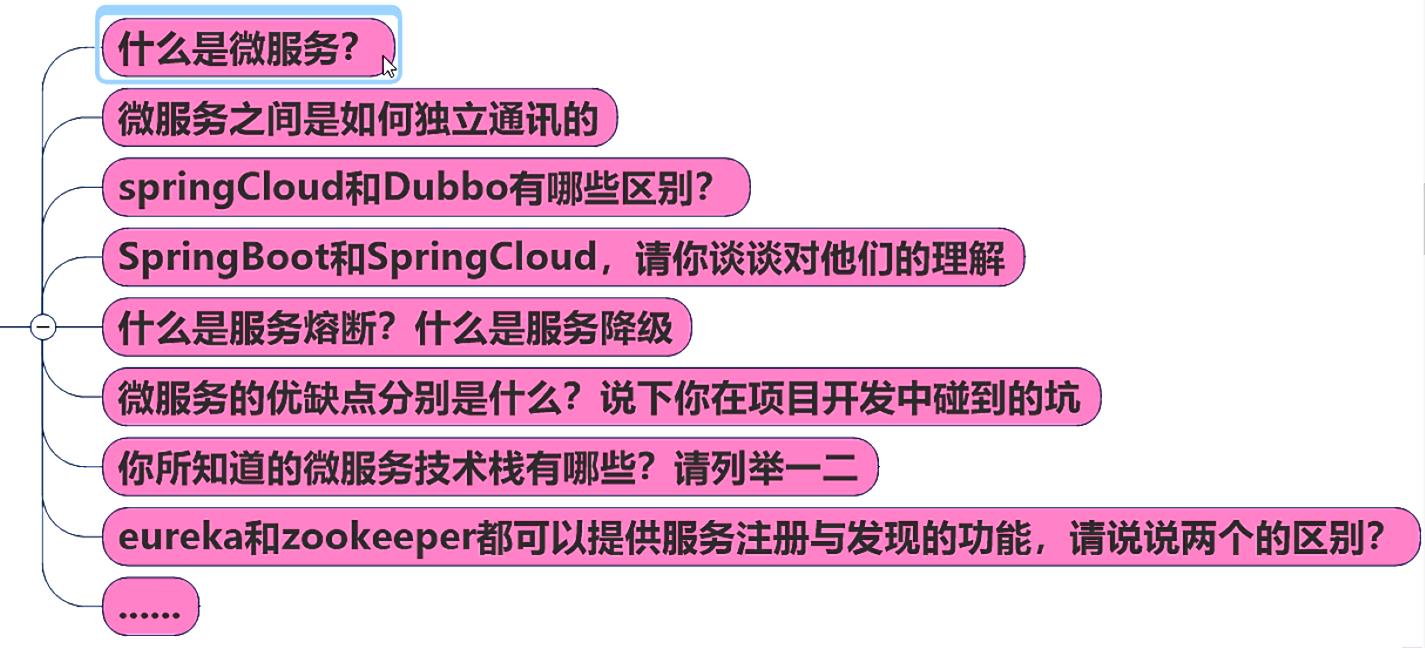 什么是微服务？
微服务之间是如何独立通讯的
springCloud和Dubbo有哪些区别？
SpringBoot和SpringCloud，请你谈谈对他们的理解
什么是服务熔断？什么是服务降级
微服务的优缺点分别是什么？说下你在项目开发中碰到的坑
你所知道的微服务技术栈有哪些？请列举一二
eureka和zookeeper都可以提供服务注册与发现的功能，请说说两个的区别？
……